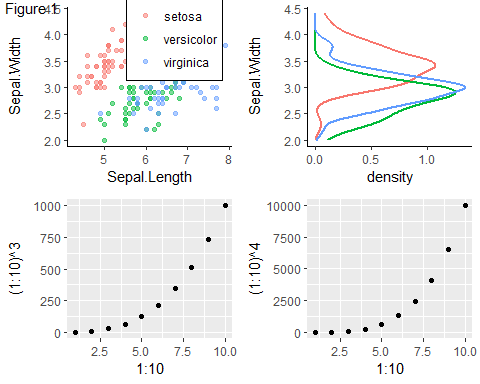 Figure 1
4.5
4.0
3.5
3.0
2.5
2.0
Sepal.Width
setosa
versicolor
virginica
5 6 7 8
Sepal.Length
4.5
4.0
3.5
3.0
2.5
2.0
Sepal.Width
0.0 0.5 1.0
density
1000
750
500
250
0
(1:10)^3
2.5 5.0 7.5 10.0
1:10
10000
7500
5000
2500
0
(1:10)^4
2.5 5.0 7.5 10.0
1:10